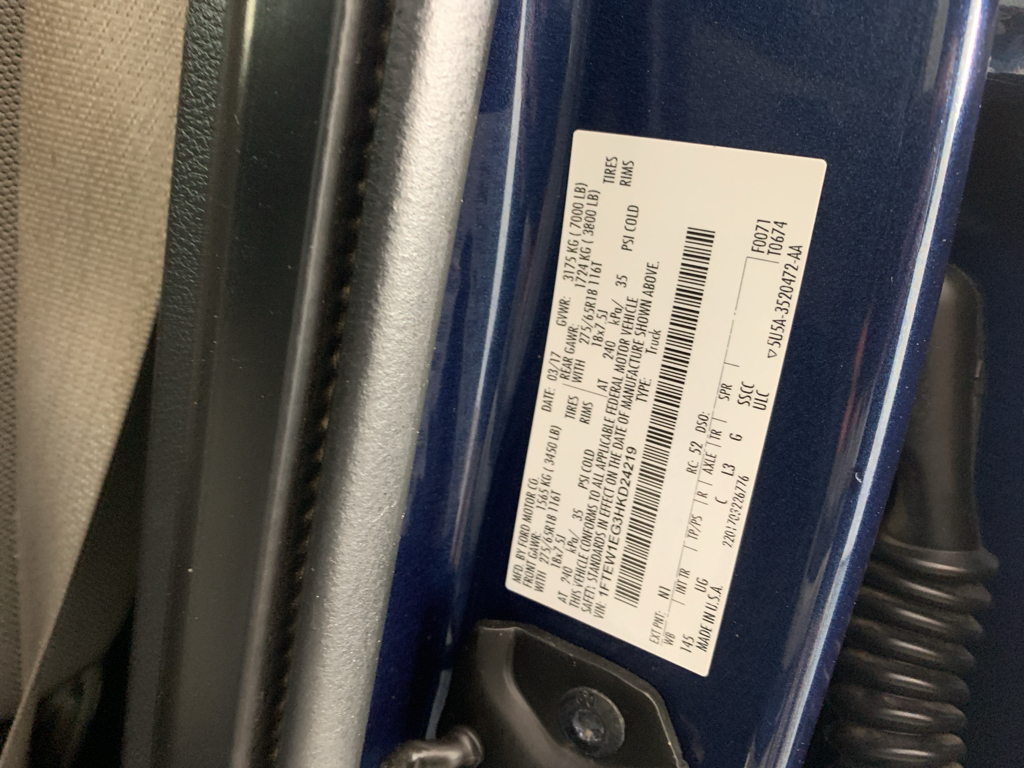 MFD. BY FORD MOTOR CO. DATE: 03/17 GVWR: 3175 KG ( 7000 LB)
FRONT GAWR: 1565 KG ( 3450 LB) REAR GAWR: 1724 KG ( 3800 LB)
WITH 275/65R18 116T TIRES WITH 275/65R18 116T TIRES
18x7.5J RIMS 18x7.5J RIMS
AT 240 kPa/ 35 PSI COLD AT 240 kPa/ 35 PSI COLD
THIS VEHICLE CONFORMS TO ALL APPLICABLE FEDERAL MOTOR VEHICLE
SAFETY STANDARDS IN EFFECT ON THE DATE OF MANUFACTURE SHOWN ABOVE.
VIN: 1FTEW1EG3HKD24219 TYPE: Truck
EXT PNT: N1 RC: 52 DSO: F0071
WB INT TR TP/PS R AXLE TR SPR T0674
145 UG C L3 G SSCC
MADE IN U.S.A. 2201703226776 ULC ▽5U5A-3520472-AA